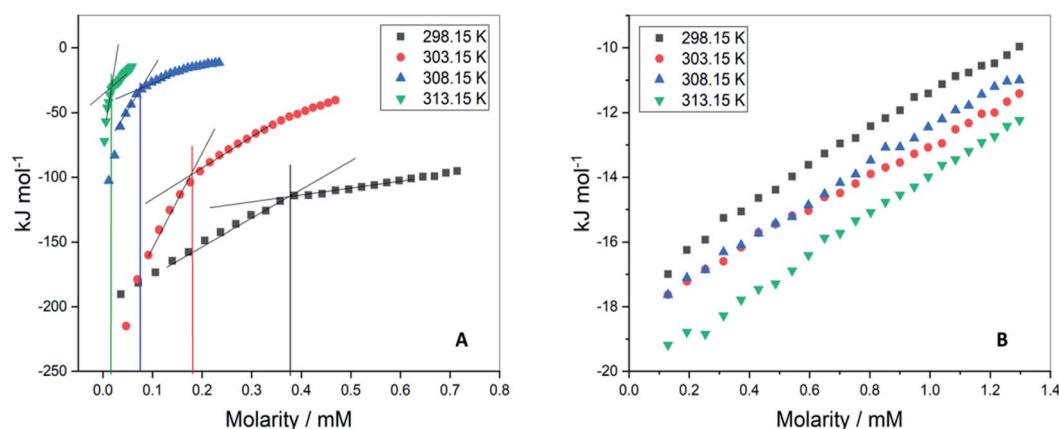 0
-50
-100
-150
-200
-250
kJ mol⁻¹
0.0 0.1 0.2 0.3 0.4 0.5 0.6 0.7 0.8
Molarity / mM
298.15 K
303.15 K
308.15 K
313.15 K
A
-10
-12
-14
-16
-18
-20
kJ mol⁻¹
0.0 0.2 0.4 0.6 0.8 1.0 1.2 1.4
Molarity / mM
298.15 K
303.15 K
308.15 K
313.15 K
B